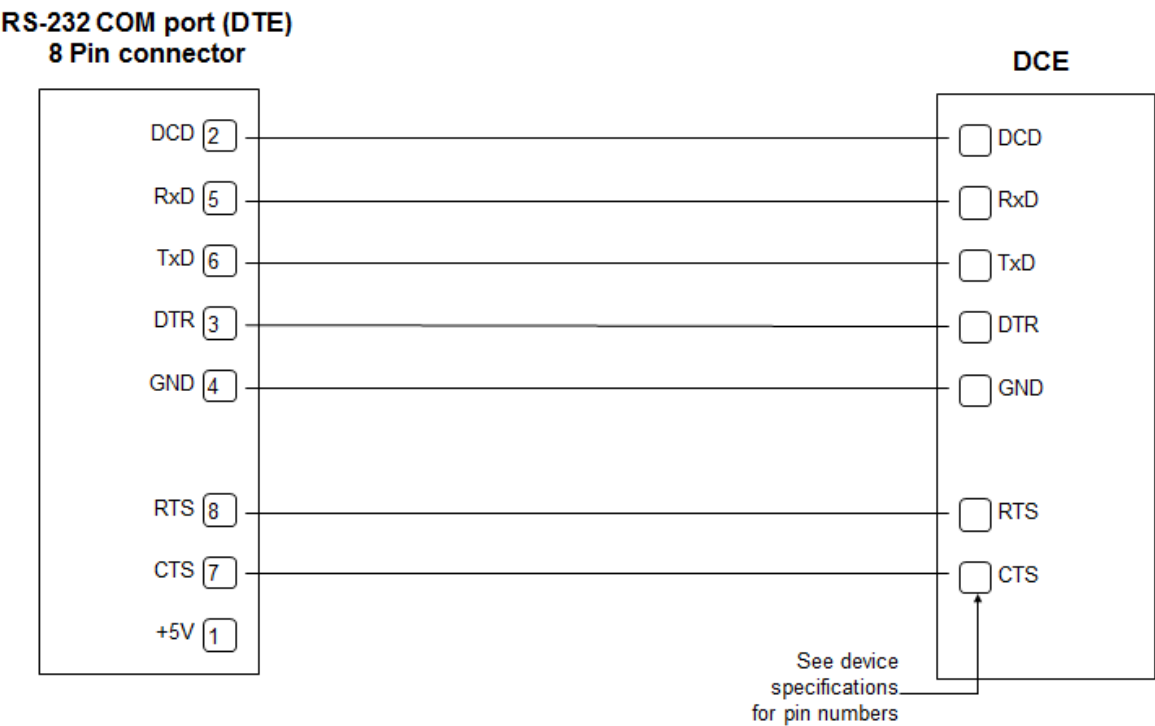 RS-232 COM port (DTE)
8 Pin connector
DCE
DCD 2 DCD
RxD 5 RxD
TxD 6 TxD
DTR 3 DTR
GND 4 GND
RTS 8 RTS
CTS 7 CTS
+5V 1
See device
specifications
for pin numbers